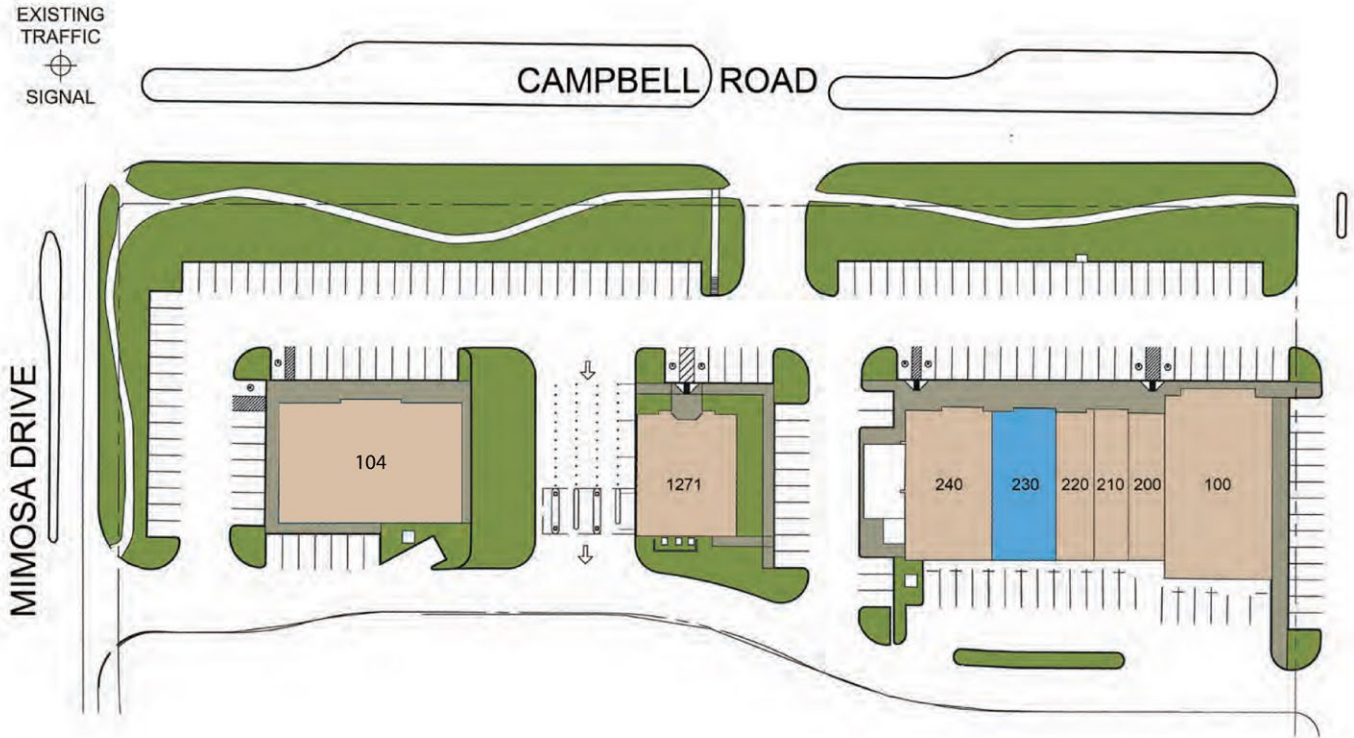 EXISTING
TRAFFIC
SIGNAL
CAMPBELL ROAD
MIMOSA DRIVE
104
1271
240
230
220
210
200
100